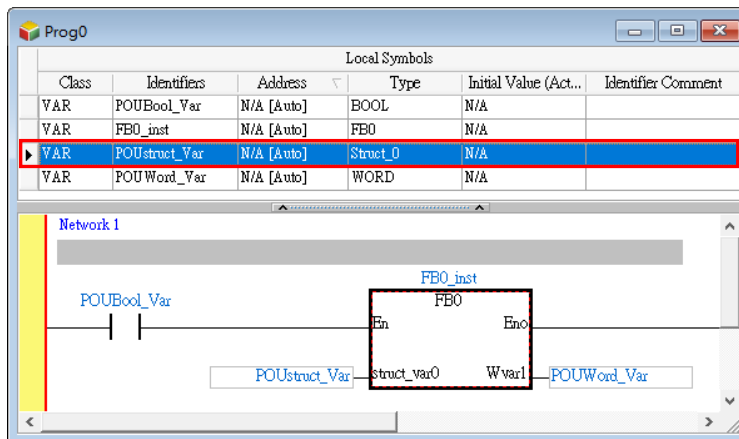 Prog0
Local Symbols
Class Identifiers Address Type Initial Value (Act... Identifier Comment
VAR POUBool_Var N/A [Auto] BOOL N/A
VAR FB0_inst N/A [Auto] FB0 N/A
VAR POUstruct_Var N/A [Auto] Struct_0 N/A
VAR POUWord_Var N/A [Auto] WORD N/A
Network 1
FB0_inst
POUBool_Var FB0
En Eno
POUstruct_Var struct_var0 Wvar1 POUWord_Var